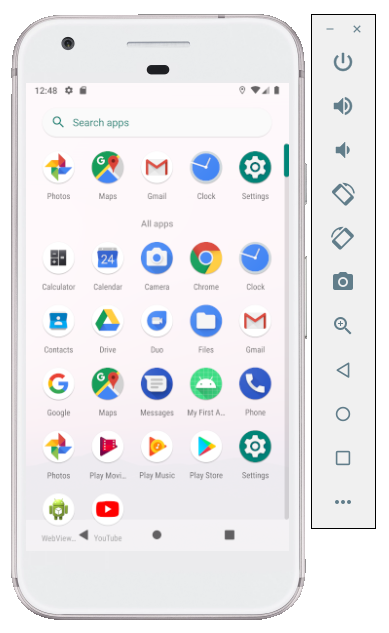 12:48
Search apps
Photos Maps Gmail Clock Settings
All apps
Calculator Calendar Camera Chrome Clock
24
Contacts Drive Duo Files Gmail
Google Maps Messages My First A... Phone
Photos Play Movi... Play Music Play Store Settings
WebView... YouTube